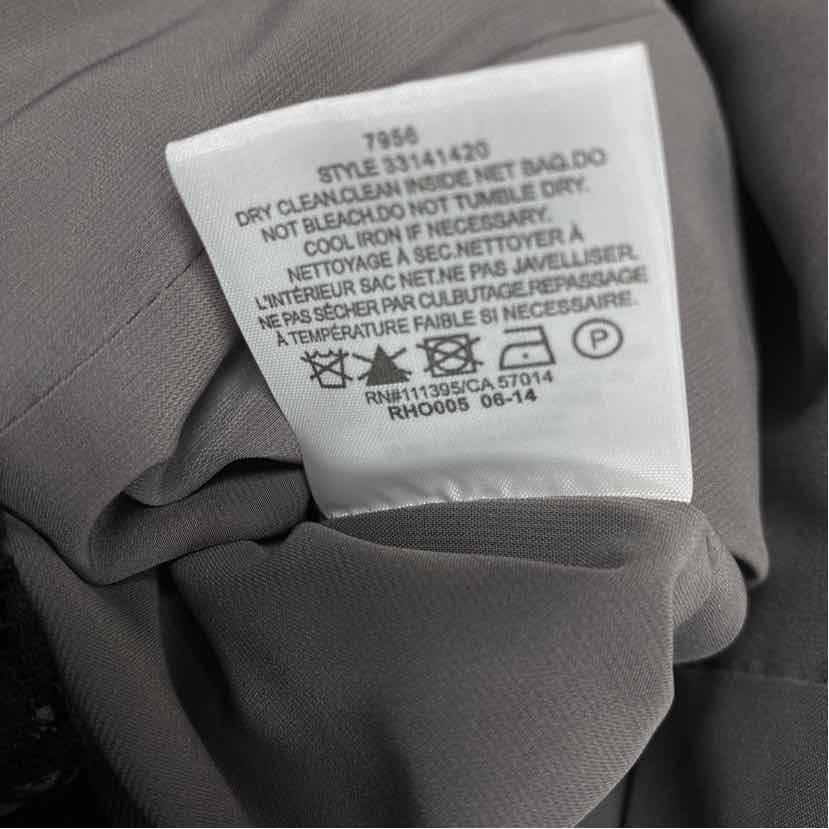 7956
STYLE 33141420
DRY CLEAN.CLEAN INSIDE NET BAG.DO
NOT BLEACH.DO NOT TUMBLE DRY.
COOL IRON IF NECESSARY.
NETTOYAGE À SEC.NETTOYER À
L'INTÉRIEUR SAC NET.NE PAS JAVELLISER.
NE PAS SÉCHER PAR CULBUTAGE.REPASSAGE
À TEMPÉRATURE FAIBLE SI NECESSAIRE.
P
RN#111395/CA 57014
RHO005 06-14